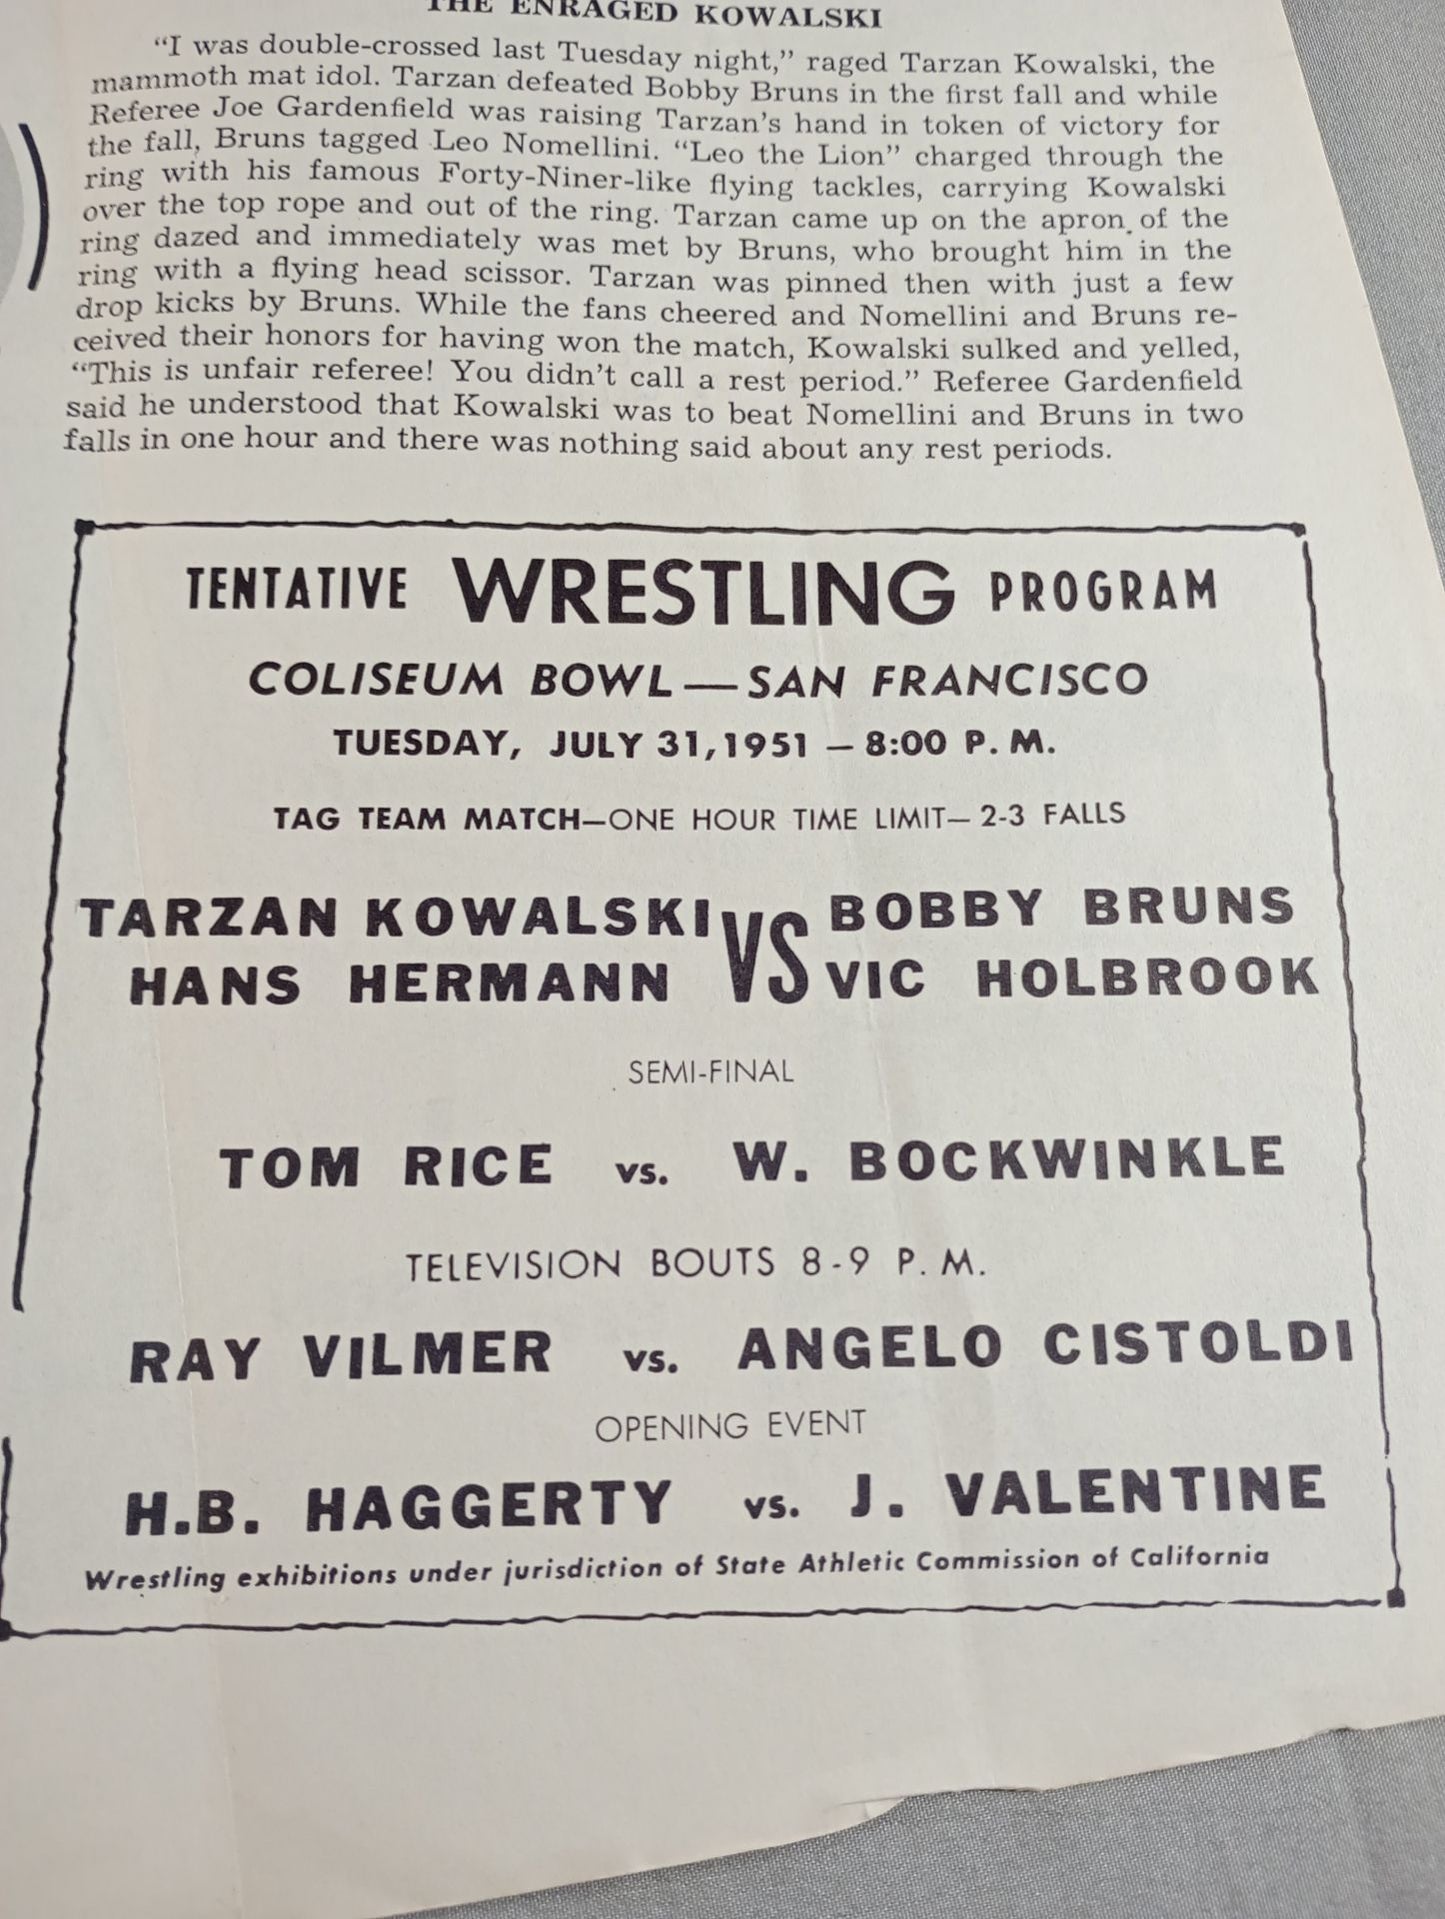 THE ENRAGED KOWALSKI
“I was double-crossed last Tuesday night,” raged Tarzan Kowalski, the
mammoth mat idol. Tarzan defeated Bobby Bruns in the first fall and while
Referee Joe Gardenfield was raising Tarzan’s hand in token of victory for
the fall, Bruns tagged Leo Nomellini. “Leo the Lion” charged through the
ring with his famous Forty-Niner-like flying tackles, carrying Kowalski
over the top rope and out of the ring. Tarzan came up on the apron of the
ring dazed and immediately was met by Bruns, who brought him in the
ring with a flying head scissor. Tarzan was pinned then with just a few
drop kicks by Bruns. While the fans cheered and Nomellini and Bruns re-
ceived their honors for having won the match, Kowalski sulked and yelled,
“This is unfair referee! You didn’t call a rest period.” Referee Gardenfield
said he understood that Kowalski was to beat Nomellini and Bruns in two
falls in one hour and there was nothing said about any rest periods.
TENTATIVE WRESTLING PROGRAM
COLISEUM BOWL — SAN FRANCISCO
TUESDAY, JULY 31, 1951 – 8:00 P. M.
TAG TEAM MATCH—ONE HOUR TIME LIMIT— 2-3 FALLS
TARZAN KOWALSKI VS BOBBY BRUNS
HANS HERMANN VIC HOLBROOK
SEMI-FINAL
TOM RICE vs. W. BOCKWINKLE
TELEVISION BOUTS 8-9 P. M.
RAY VILMER vs. ANGELO CISTOLDI
OPENING EVENT
H.B. HAGGERTY vs. J. VALENTINE
Wrestling exhibitions under jurisdiction of State Athletic Commission of California